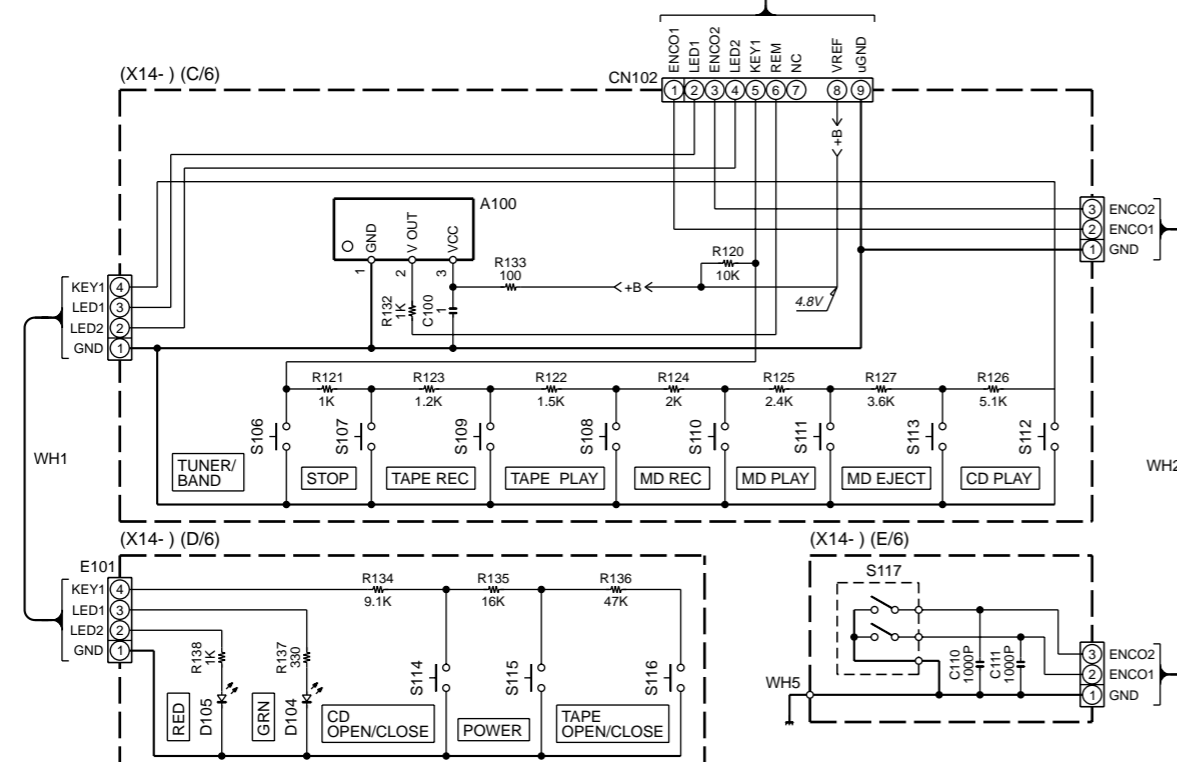 ENCO1
LED1
ENCO2
LED2
KEY1
REM
NC
VREF
uGND
(X14- ) (C/6)
CN102
1 2 3 4 5 6 7 8 9
+B
A100
GND
V OUT
VCC
1
2
3
R133
100
R120
10K
+B
4.8V
R132
1K
C100
1
3 ENCO2
2 ENCO1
1 GND
KEY1 4
LED1 3
LED2 2
GND 1
R121
1K
R123
1.2K
R122
1.5K
R124
2K
R125
2.4K
R127
3.6K
R126
5.1K
S106
S107
S109
S108
S110
S111
S113
S112
TUNER/
BAND
STOP
TAPE REC
TAPE PLAY
MD REC
MD PLAY
MD EJECT
CD PLAY
WH1
WH2
(X14- ) (D/6)
E101
KEY1 4
LED1 3
LED2 2
GND 1
R134
9.1K
R135
16K
R136
47K
R138
1K
R137
330
RED
D105
GRN
D104
S114
S115
S116
CD
OPEN/CLOSE
POWER
TAPE
OPEN/CLOSE
(X14- ) (E/6)
S117
C110
1000P
C111
1000P
3 ENCO2
2 ENCO1
1 GND
WH5